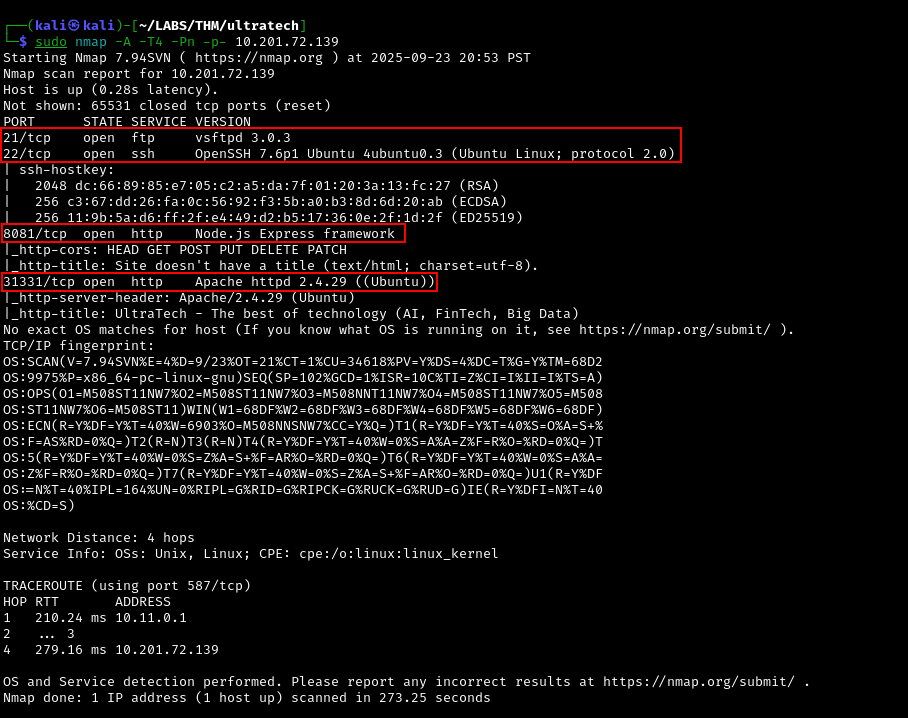 ┌──(kali㉿kali)-[~/LABS/THM/ultratech]
└─$ sudo nmap -A -T4 -Pn -p- 10.201.72.139
Starting Nmap 7.94SVN ( https://nmap.org ) at 2025-09-23 20:53 PST
Nmap scan report for 10.201.72.139
Host is up (0.28s latency).
Not shown: 65531 closed tcp ports (reset)
PORT      STATE SERVICE VERSION
21/tcp    open  ftp     vsftpd 3.0.3
22/tcp    open  ssh     OpenSSH 7.6p1 Ubuntu 4ubuntu0.3 (Ubuntu Linux; protocol 2.0)
| ssh-hostkey:
|   2048 dc:66:89:85:e7:05:c2:a5:da:7f:01:20:3a:13:fc:27 (RSA)
|   256 c3:67:dd:26:fa:0c:56:92:f3:5b:a0:b3:8d:6d:20:ab (ECDSA)
|_  256 11:9b:5a:d6:ff:2f:e4:49:d2:b5:17:36:0e:2f:1d:2f (ED25519)
8081/tcp  open  http    Node.js Express framework
|_http-cors: HEAD GET POST PUT DELETE PATCH
|_http-title: Site doesn't have a title (text/html; charset=utf-8).
31331/tcp open  http    Apache httpd 2.4.29 ((Ubuntu))
|_http-server-header: Apache/2.4.29 (Ubuntu)
|_http-title: UltraTech - The best of technology (AI, FinTech, Big Data)
No exact OS matches for host (If you know what OS is running on it, see https://nmap.org/submit/ ).
TCP/IP fingerprint:
OS:SCAN(V=7.94SVN%E=4%D=9/23%OT=21%CT=1%CU=34618%PV=Y%DS=4%DC=T%G=Y%TM=68D2
OS:9975%P=x86_64-pc-linux-gnu)SEQ(SP=102%GCD=1%ISR=10C%TI=Z%CI=I%II=I%TS=A)
OS:OPS(O1=M508ST11NW7%O2=M508ST11NW7%O3=M508NNT11NW7%O4=M508ST11NW7%O5=M508
OS:ST11NW7%O6=M508ST11)WIN(W1=68DF%W2=68DF%W3=68DF%W4=68DF%W5=68DF%W6=68DF)
OS:ECN(R=Y%DF=Y%T=40%W=6903%O=M508NNSNW7%CC=Y%Q=)T1(R=Y%DF=Y%T=40%S=O%A=S+%
OS:F=AS%RD=0%Q=)T2(R=N)T3(R=N)T4(R=Y%DF=Y%T=40%W=0%S=A%A=Z%F=R%O=%RD=0%Q=)T
OS:5(R=Y%DF=Y%T=40%W=0%S=Z%A=S+%F=AR%O=%RD=0%Q=)T6(R=Y%DF=Y%T=40%W=0%S=A%A=
OS:Z%F=R%O=%RD=0%Q=)T7(R=Y%DF=Y%T=40%W=0%S=Z%A=S+%F=AR%O=%RD=0%Q=)U1(R=Y%DF
OS:=N%T=40%IPL=164%UN=0%RIPL=G%RID=G%RIPCK=G%RUCK=G%RUD=G)IE(R=Y%DFI=N%T=40
OS:%CD=S)
Network Distance: 4 hops
Service Info: OSs: Unix, Linux; CPE: cpe:/o:linux:linux_kernel
TRACEROUTE (using port 587/tcp)
HOP RTT       ADDRESS
1   210.24 ms 10.11.0.1
2   ... 3
4   279.16 ms 10.201.72.139
OS and Service detection performed. Please report any incorrect results at https://nmap.org/submit/ .
Nmap done: 1 IP address (1 host up) scanned in 273.25 seconds